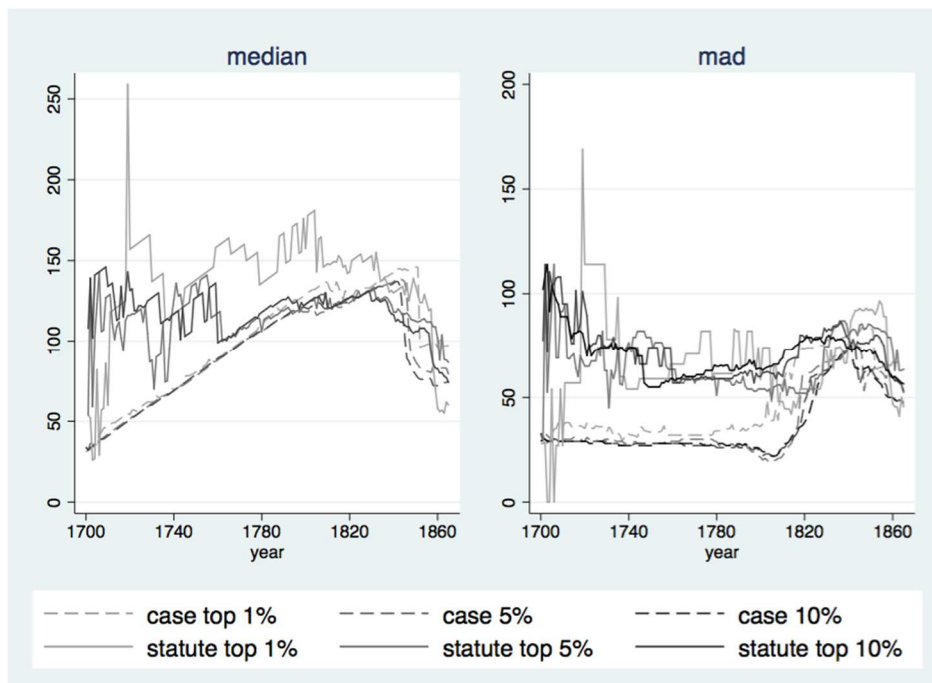 median
mad
250
200
150
100
50
0
200
150
100
50
0
1700 1740 1780 1820 1860
year
1700 1740 1780 1820 1860
year
case top 1% case 5% case 10%
statute top 1% statute top 5% statute top 10%